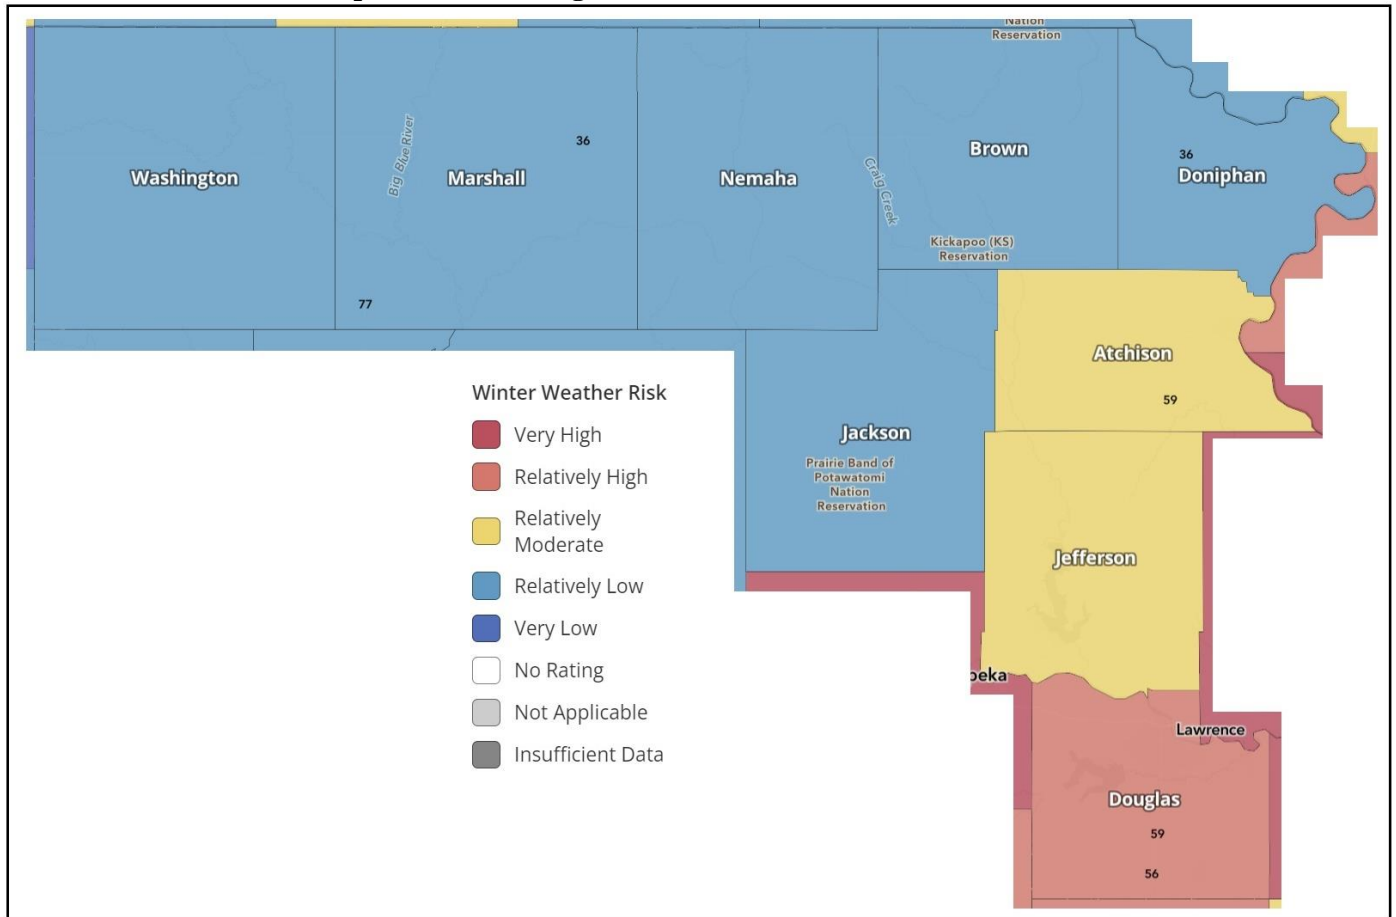 Nation
Reservation
36
Brown
36
Washington
Big Blue River
Marshall
Nemaha
Craig Creek
Doniphan
Kickapoo (KS)
Reservation
77
Atchison
59
Winter Weather Risk
Very High
Relatively High
Relatively
Moderate
Relatively Low
Very Low
No Rating
Not Applicable
Insufficient Data
Jackson
Prairie Band of
Potawatomi
Nation
Reservation
Jefferson
peka
Lawrence
Douglas
59
56